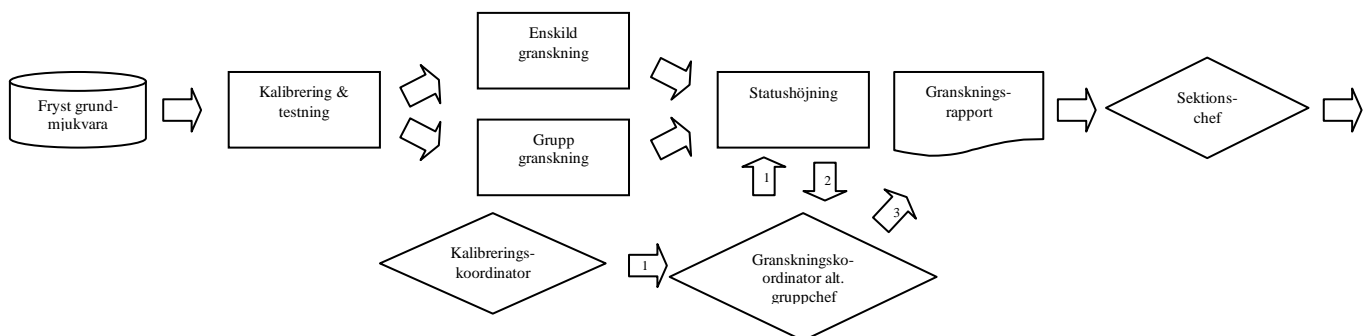 Fryst grund-
mjukvara
Kalibrering &
testning
Enskild
granskning
Grupp
granskning
Statushöjning
Gransknings-
rapport
Sektions-
chef
1
2
3
Kalibrerings-
koordinator
1
Granskningsko-
ordinator alt.
gruppchef